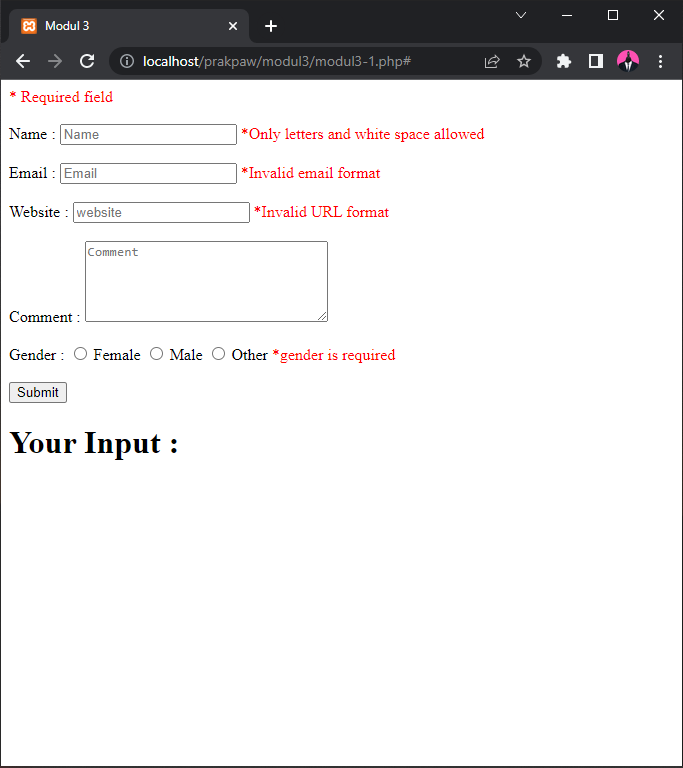 Modul 3
localhost/prakpaw/modul3/modul3-1.php#
* Required field
Name : Name *Only letters and white space allowed
Email : Email *Invalid email format
Website : website *Invalid URL format
Comment
Comment :
Gender : Female Male Other *gender is required
Submit
Your Input :